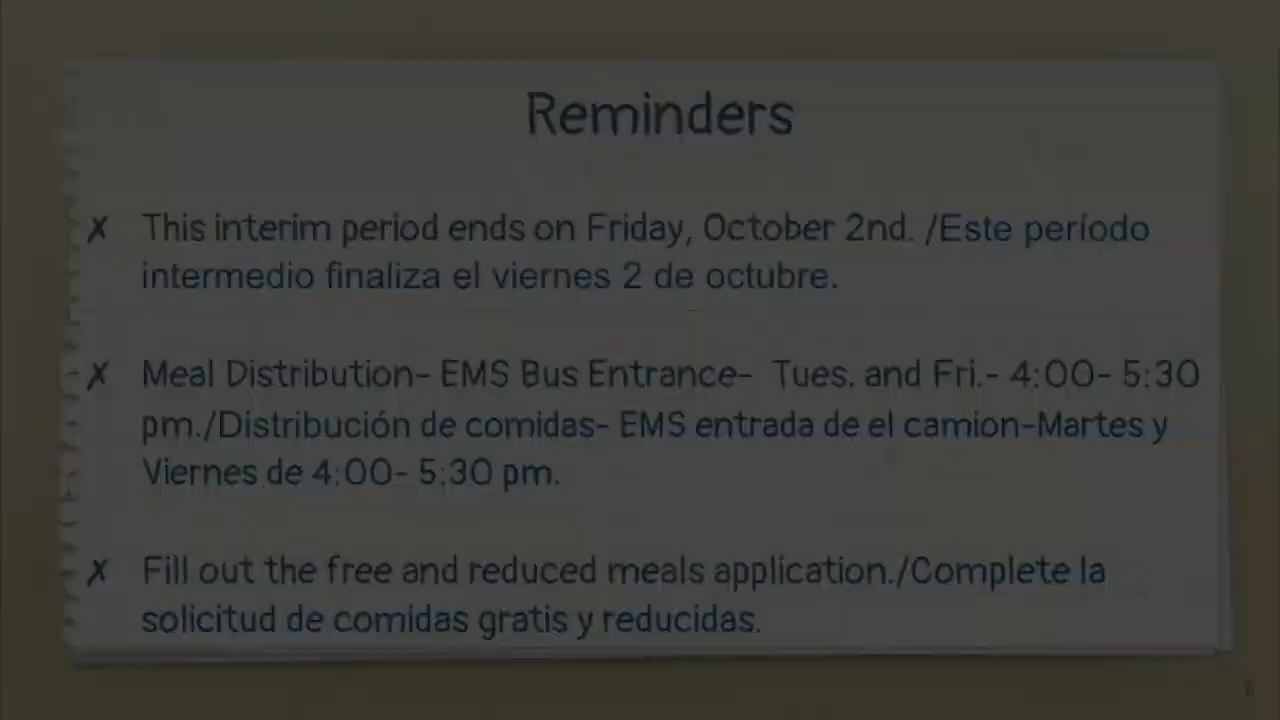 Reminders
✗ This interim period ends on Friday, October 2nd. /Este período
intermedio finaliza el viernes 2 de octubre.
✗ Meal Distribution- EMS Bus Entrance-  Tues. and Fri.- 4:00- 5:30
pm./Distribución de comidas- EMS entrada de el camion-Martes y
Viernes de 4:00- 5:30 pm.
✗ Fill out the free and reduced meals application./Complete la
solicitud de comidas gratis y reducidas.